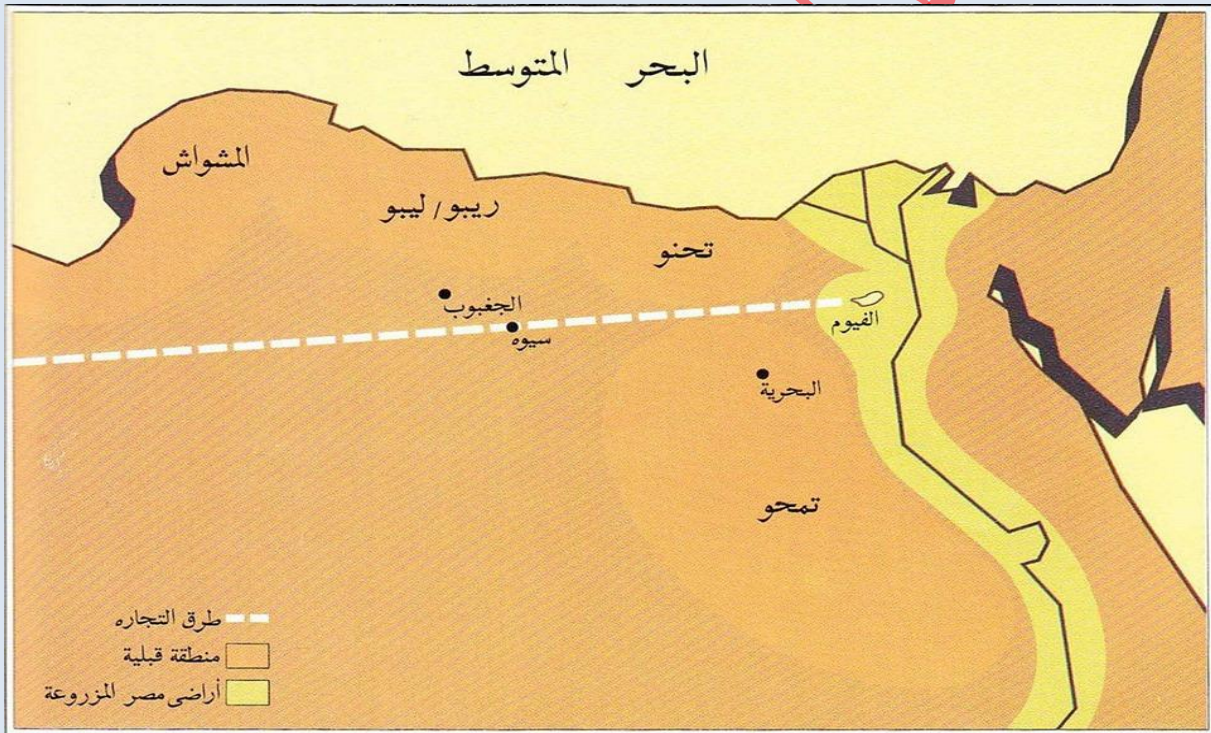 البحر المتوسط
المشواش
ريبو/ ليبو
تحنو
الجغبوب
سيوه
الفيوم
البحرية
تمحو
طرق التجاره
منطقة قبلية
أراضى مصر المزروعة